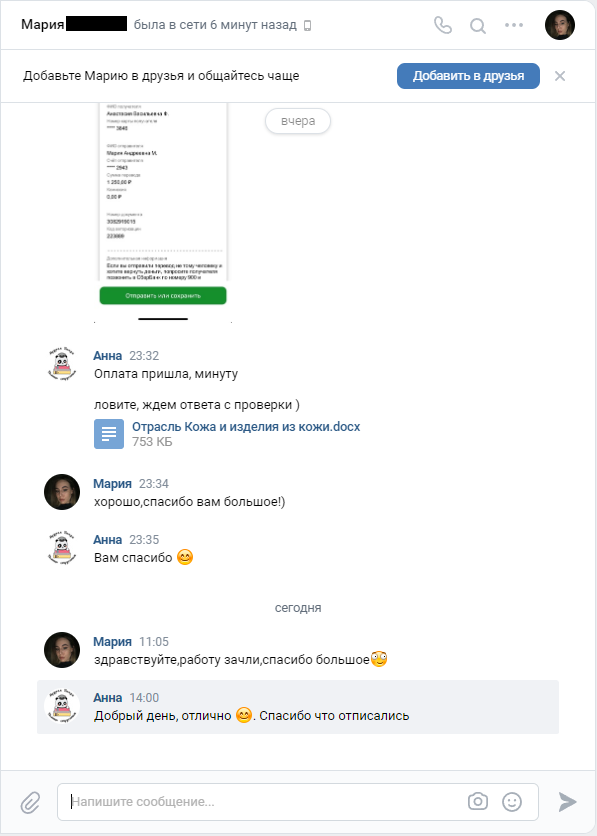 Мария
была в сети 6 минут назад
Добавьте Марию в друзья и общайтесь чаще
Добавить в друзья
вчера
ФИО получателя
Анастасия Васильевна Ф.
Номер карты получателя
**** 3640
ФИО отправителя
Мария Андреевна М.
Счёт отправителя
**** 2943
Сумма перевода
1 250,00 ₽
Комиссия
0,00 ₽
Номер документа
Код авторизации
Дополнительная информация
Если вы отправили перевод не тому человеку и
хотите вернуть деньги, попросите получателя
позвонить в СберБанк по номеру 900 и
Отправить или сохранить
Анна 23:32
Оплата пришла, минуту
ловите, ждем ответа с проверки )
Отрасль Кожа и изделия из кожи.docx
753 КБ
Мария 23:34
хорошо,спасибо вам большое!)
Анна 23:35
Вам спасибо 😊
сегодня
Мария 11:05
здравствуйте,работу зачли,спасибо большое😳
Анна 14:00
Добрый день, отлично 😊. Спасибо что отписались
Напишите сообщение...